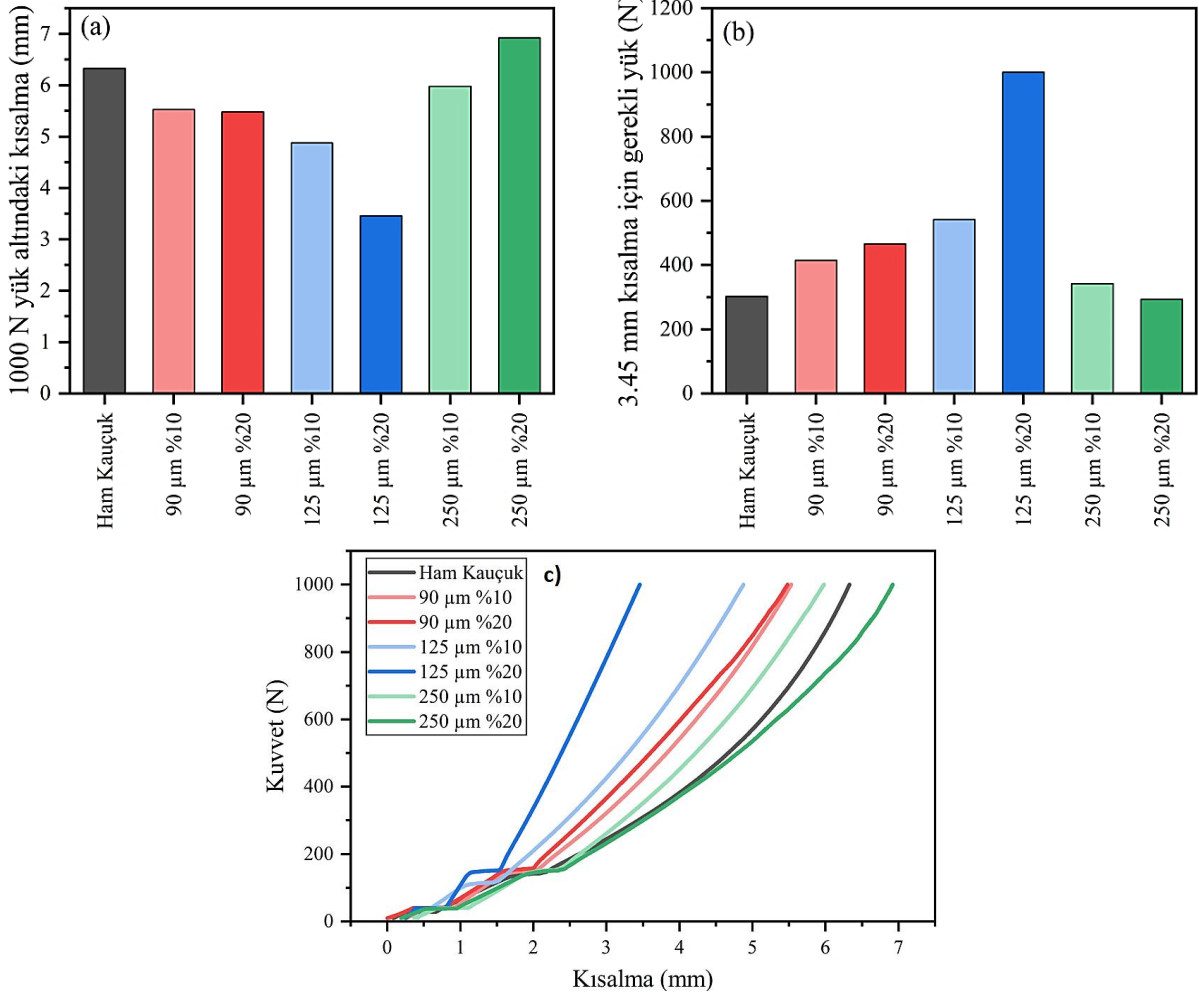 (a)
1000 N yük altındaki kısalma (mm)
7
6
5
4
3
2
1
0
Ham Kauçuk
90 µm %10
90 µm %20
125 µm %10
125 µm %20
250 µm %10
250 µm %20
(b)
3.45 mm kısalma için gerekli yük (N)
1200
1000
800
600
400
200
0
Ham Kauçuk
90 µm %10
90 µm %20
125 µm %10
125 µm %20
250 µm %10
250 µm %20
c)
Ham Kauçuk
90 µm %10
90 µm %20
125 µm %10
125 µm %20
250 µm %10
250 µm %20
Kuvvet (N)
1000
800
600
400
200
0
0 1 2 3 4 5 6 7
Kısalma (mm)